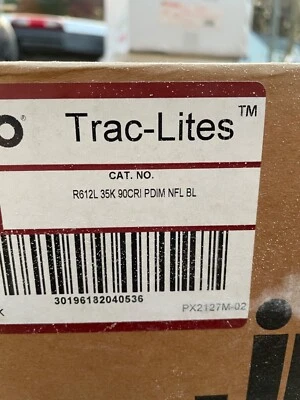 o Trac-Lites™
CAT. NO.
R612L 35K 90CRI PDIM NFL BL
30196182040536
K
PX2127M-02